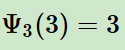 Ψ₃(3) = 3